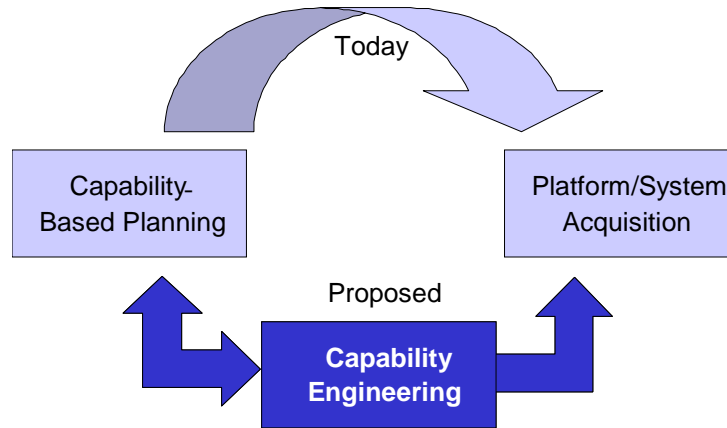 Today
Capability-
Based Planning
Platform/System
Acquisition
Proposed
Capability
Engineering